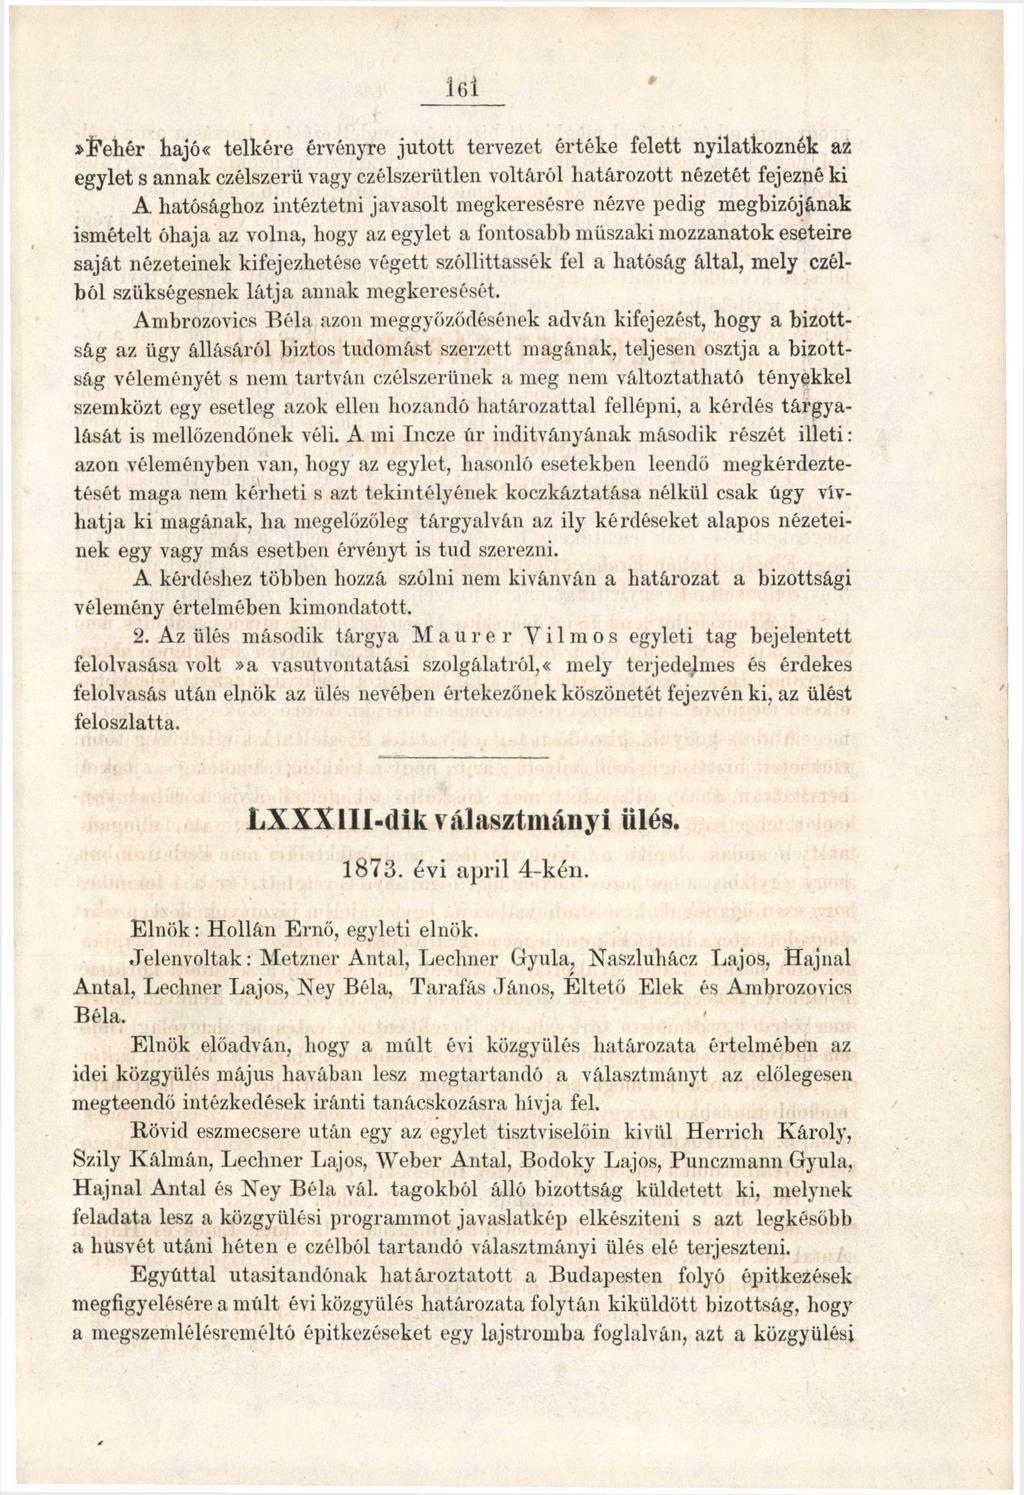 161
»Fehér hajó« telkére érvényre jutott tervezet értéke felett nyilatkoznék az
egylet s annak czélszerü vagy czélszerütlen voltáról határozott nézetét fejezné ki
A hatósághoz intéztetni javasolt megkeresésre nézve pedig megbizójának
ismételt óhaja az volna, hogy az egylet a fontosabb müszaki mozzanatok eseteire
saját nézeteinek kifejezhetése végett szóllittassék fel a hatóság által, mely czél-
ból szükségesnek látja annak megkeresését.
Ambrozovics Béla azon meggyőződésének adván kifejezést, hogy a bizott-
ság az ügy állásáról biztos tudomást szerzett magának, teljesen osztja a bizott-
ság véleményét s nem tartván czélszerünek a meg nem változtatható tényekkel
szemközt egy esetleg azok ellen hozandó határozattal fellépni, a kérdés tárgya-
lását is mellőzendőnek véli. A mi Incze úr inditványának második részét illeti:
azon véleményben van, hogy az egylet, hasonló esetekben leendő megkérdezte-
tését maga nem kérheti s azt tekintélyének koczkáztatása nélkül csak úgy vív-
hatja ki magának, ha megelőzőleg tárgyalván az ily kérdéseket alapos nézetei-
nek egy vagy más esetben érvényt is tud szerezni.
A kérdéshez többen hozzá szólni nem kivánván a határozat a bizottsági
vélemény értelmében kimondatott.
2. Az ülés második tárgya Maurer Vilmos egyleti tag bejelentett
felolvasása volt »a vasutvontatási szolgálatról,« mely terjedelmes és érdekes
felolvasás után elnök az ülés nevében értekezőnek köszönetét fejezvén ki, az ülést
feloszlatta.
LXXXIII-dik választmányi ülés.
1873. évi april 4-kén.
Elnök: Hollán Ernő, egyleti elnök.
Jelenvoltak: Metzner Antal, Lechner Gyula, Naszluhácz Lajos, Hajnal
Antal, Lechner Lajos, Ney Béla, Tarafás János, Éltető Elek és Ambrozovics
Béla.
Elnök előadván, hogy a múlt évi közgyülés határozata értelmében az
idei közgyülés május havában lesz megtartandó a választmányt az előlegesen
megteendő intézkedések iránti tanácskozásra hívja fel.
Rövid eszmecsere után egy az egylet tisztviselőin kivül Herrich Károly,
Szily Kálmán, Lechner Lajos, Weber Antal, Bodoky Lajos, Punczmann Gyula,
Hajnal Antal és Ney Béla vál. tagokból álló bizottság küldetett ki, melynek
feladata lesz a közgyülési programmot javaslatkép elkésziteni s azt legkésőbb
a húsvét utáni héten e czélból tartandó választmányi ülés elé terjeszteni.
Egyúttal utasitandónak határoztatott a Budapesten folyó épitkezések
megfigyelésére a múlt évi közgyülés határozata folytán kiküldött bizottság, hogy
a megszemlélésreméltó épitkezéseket egy lajstromba foglalván, azt a közgyülési